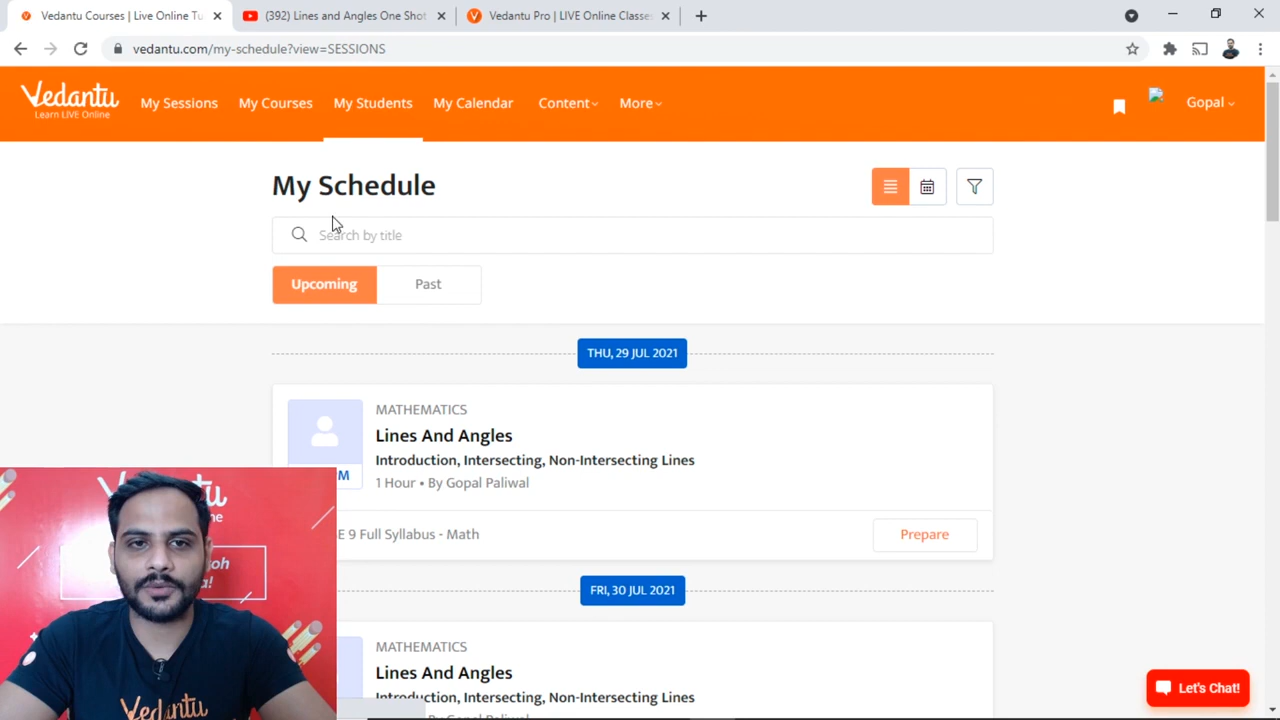 Vedantu Courses | Live Online Tu
(392) Lines and Angles One Shot
Vedantu Pro | LIVE Online Classes
vedantu.com/my-schedule?view=SESSIONS
Vedantu
Learn LIVE Online
My Sessions
My Courses
My Students
My Calendar
Content
More
Gopal
My Schedule
Search by title
Upcoming
Past
THU, 29 JUL 2021
MATHEMATICS
Lines And Angles
Introduction, Intersecting, Non-Intersecting Lines
1 Hour • By Gopal Paliwal
M
E 9 Full Syllabus - Math
Prepare
FRI, 30 JUL 2021
MATHEMATICS
Lines And Angles
Introduction, Intersecting, Non-Intersecting Lines
By Gopal Paliwal
Let's Chat!
VEDANTU